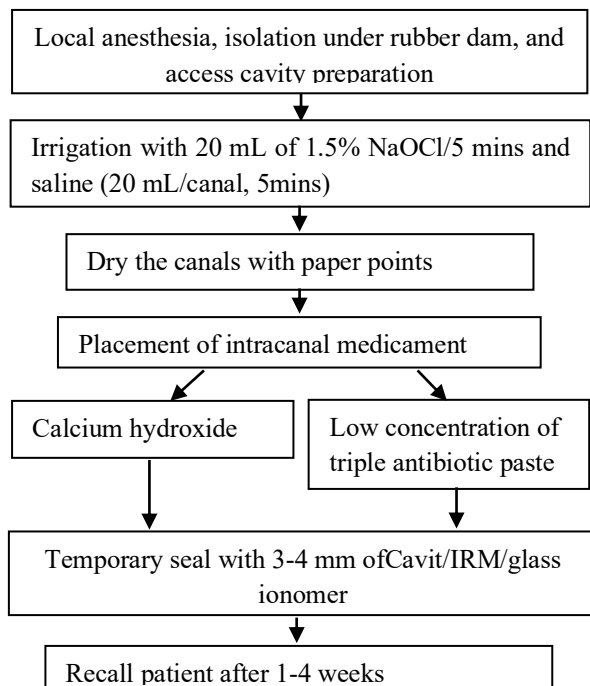 Local anesthesia, isolation under rubber dam, and
access cavity preparation
Irrigation with 20 mL of 1.5% NaOCl/5 mins and
saline (20 mL/canal, 5mins)
Dry the canals with paper points
Placement of intracanal medicament
Calcium hydroxide
Low concentration of
triple antibiotic paste
Temporary seal with 3-4 mm ofCavit/IRM/glass
ionomer
Recall patient after 1-4 weeks